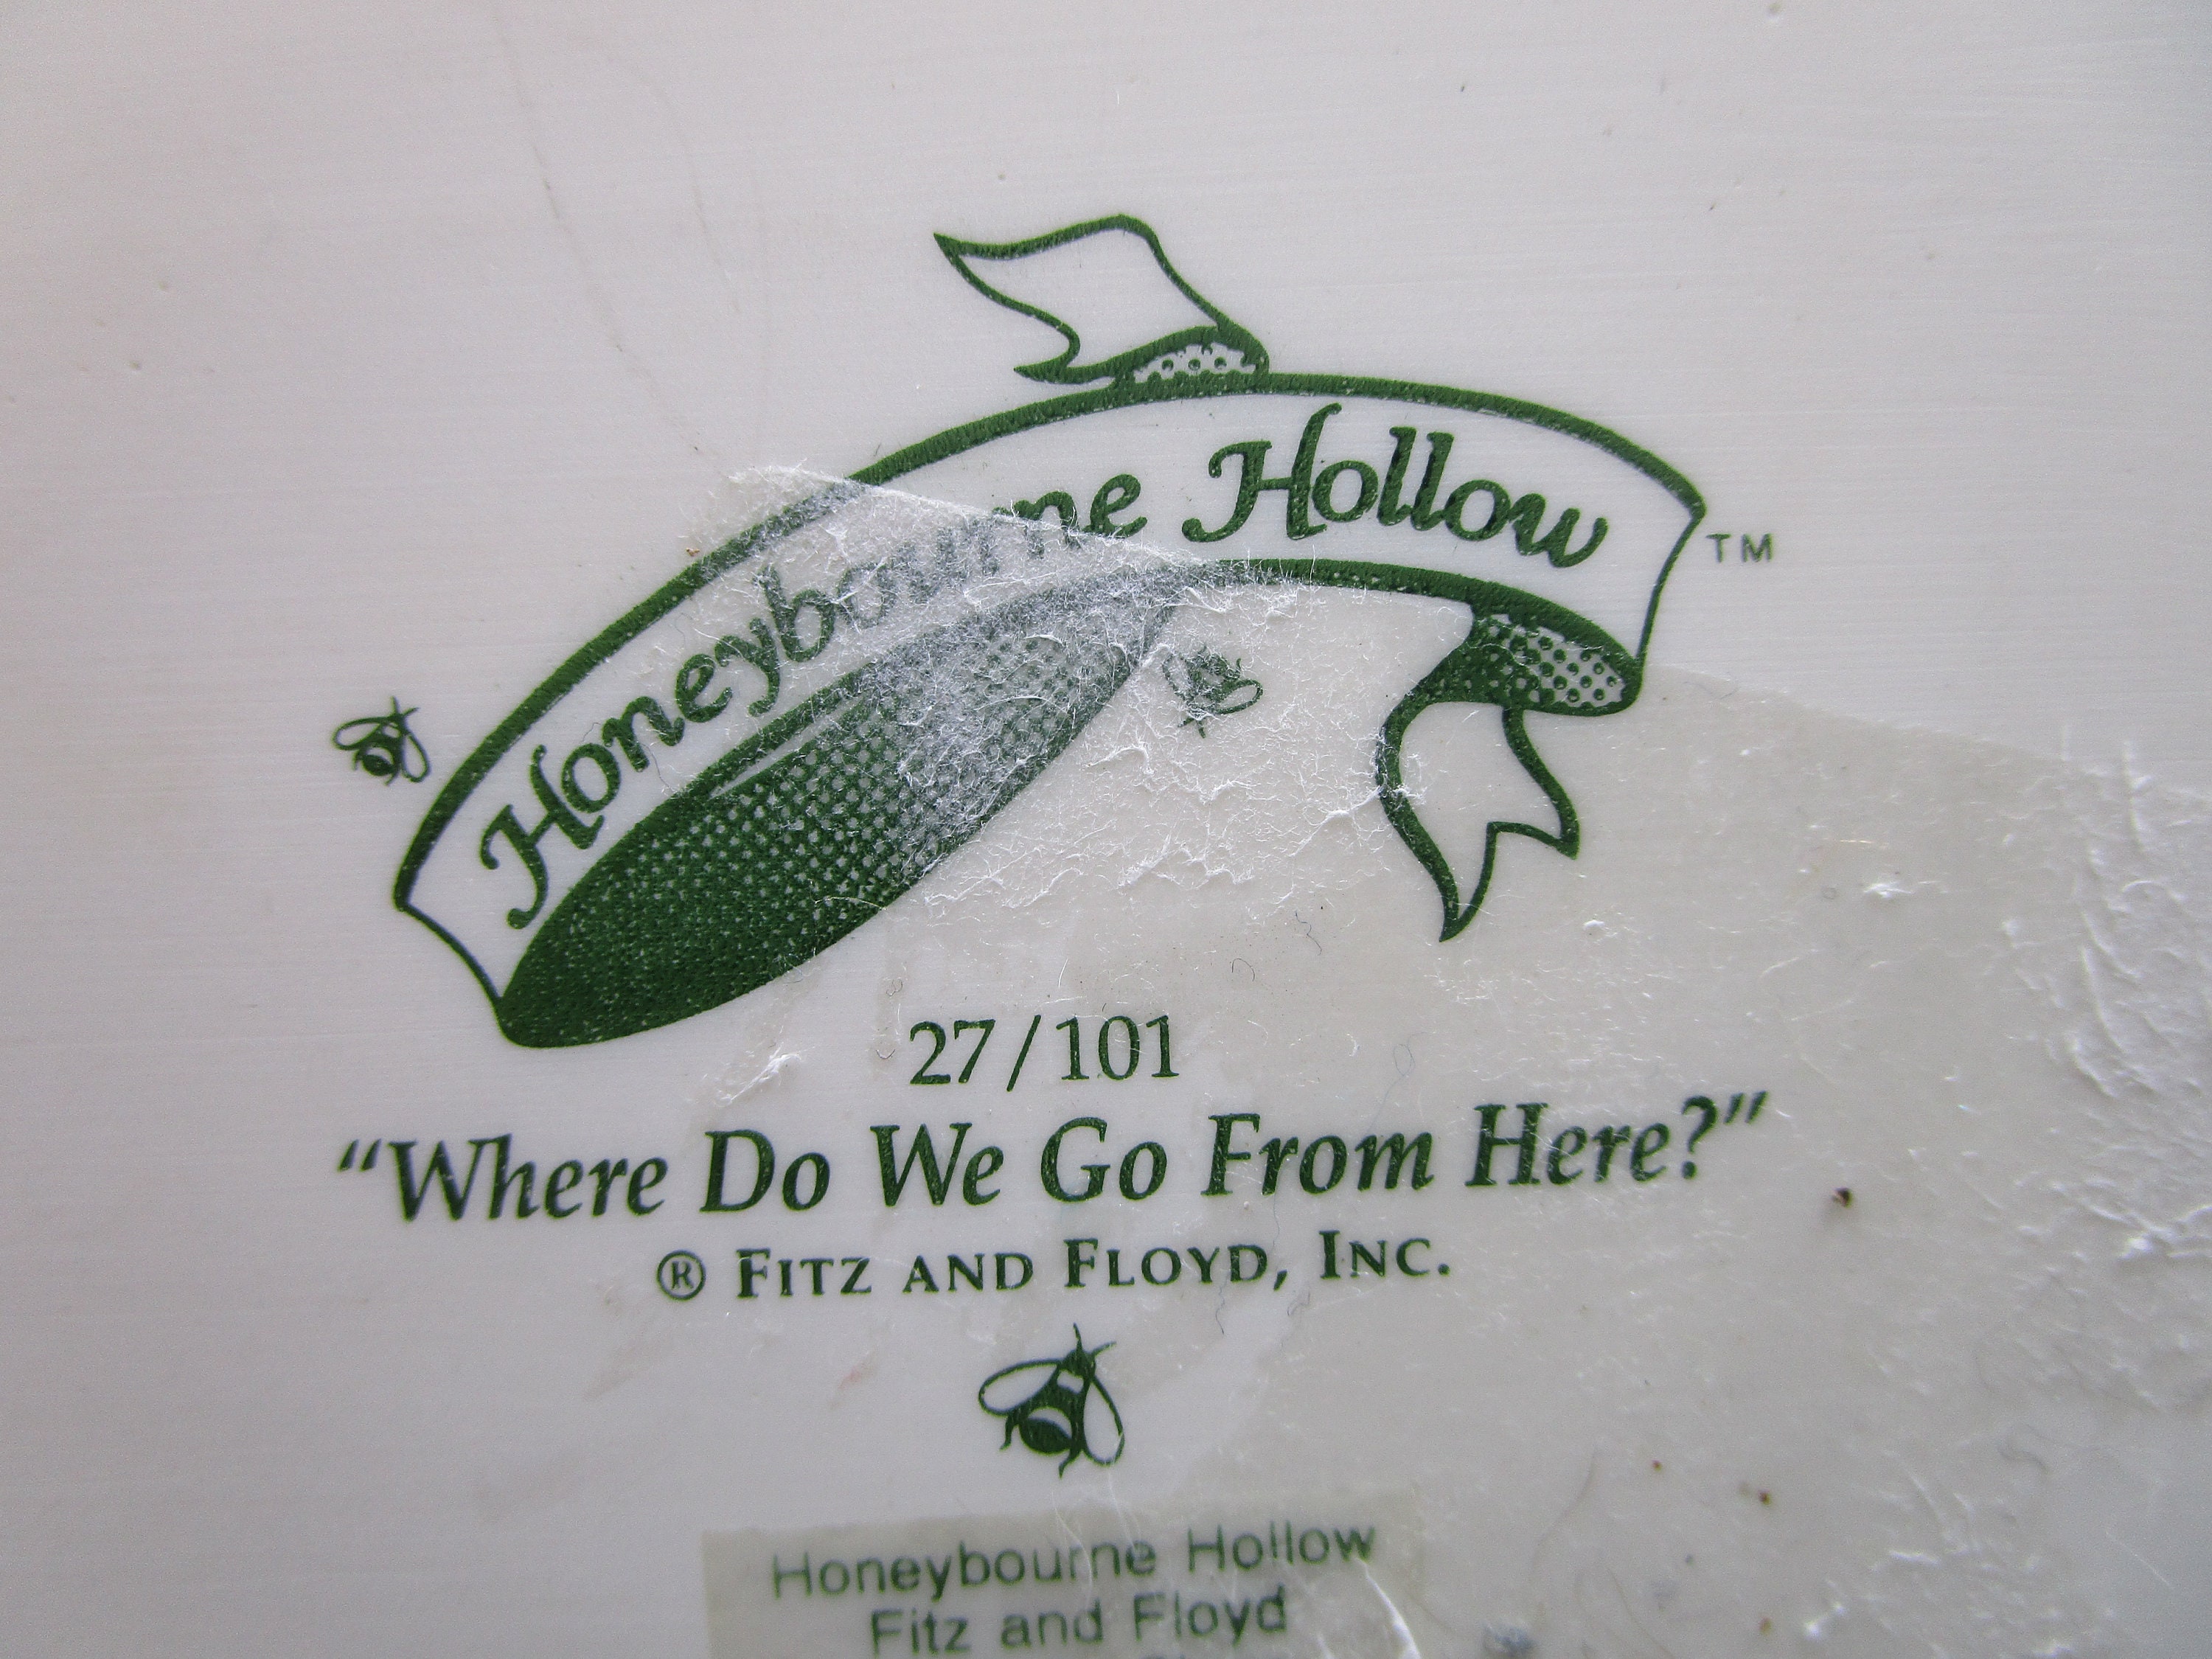 Honeybourne Hollow TM
27/101
“Where Do We Go From Here?”
® FITZ AND FLOYD, INC.
Honeybourne Hollow
Fitz and Floyd